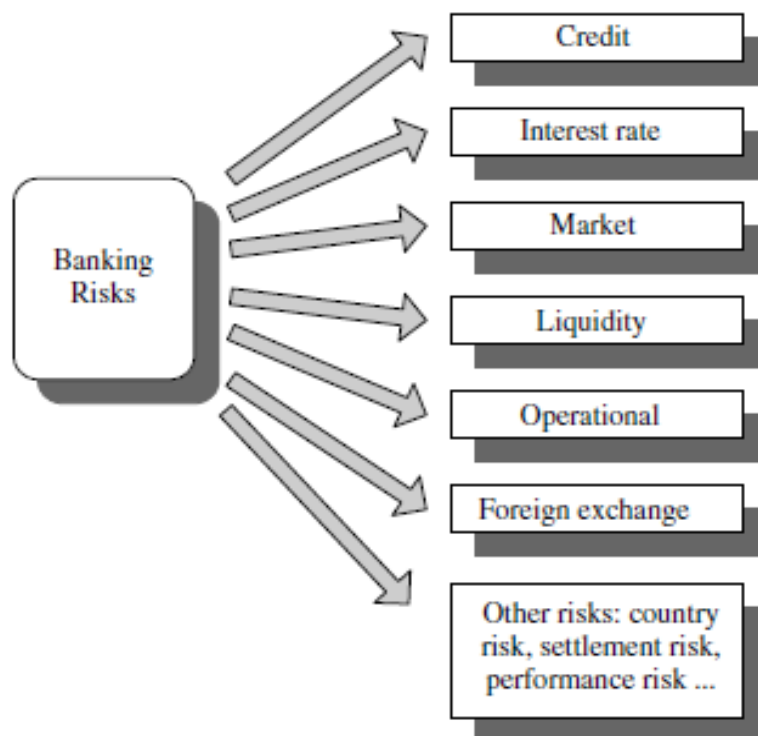 Banking
Risks
Credit
Interest rate
Market
Liquidity
Operational
Foreign exchange
Other risks: country
risk, settlement risk,
performance risk ...